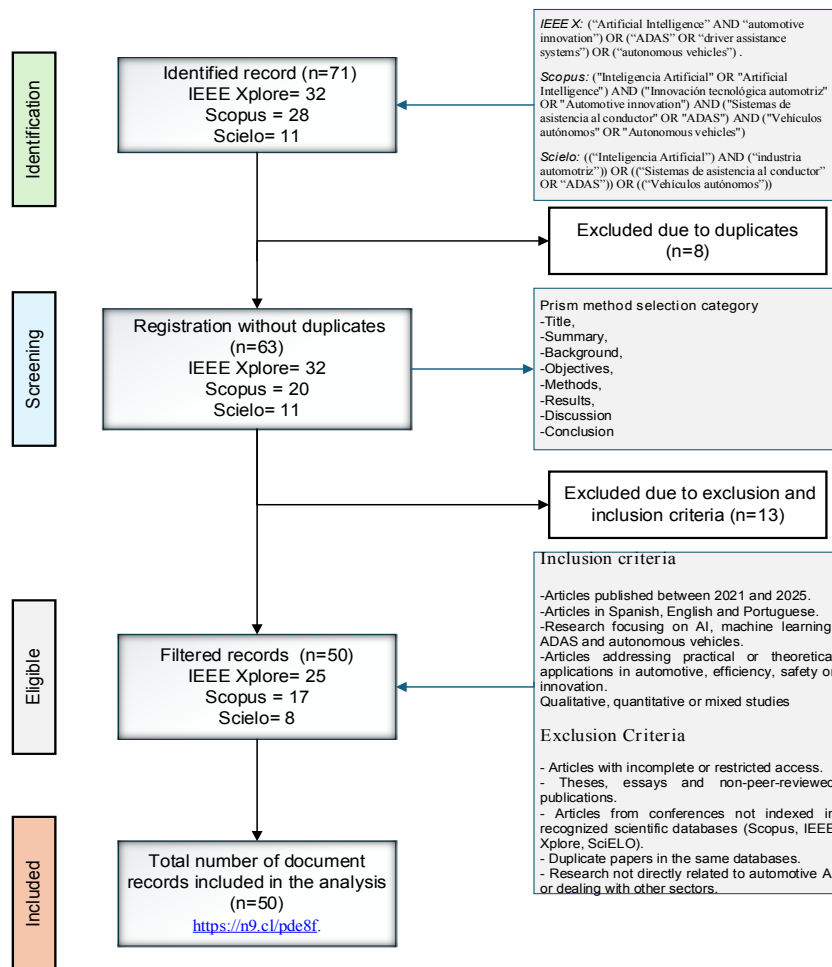 Identification
Identified record (n=71)
IEEE Xplore= 32
Scopus = 28
Scielo= 11
IEEE X: (“Artificial Intelligence” AND “automotive
innovation”) OR (“ADAS” OR “driver assistance
systems”) OR (“autonomous vehicles”) .
Scopus: ("Inteligencia Artificial" OR "Artificial
Intelligence") AND ("Innovación tecnológica automotriz"
OR "Automotive innovation") AND ("Sistemas de
asistencia al conductor" OR "ADAS") AND ("Vehículos
autónomos" OR "Autonomous vehicles")
Scielo: ((“Inteligencia Artificial”) AND (“industria
automotriz”)) OR ((“Sistemas de asistencia al conductor”
OR “ADAS”)) OR ((“Vehículos autónomos”))
Excluded due to duplicates
(n=8)
Screening
Registration without duplicates
(n=63)
IEEE Xplore= 32
Scopus = 20
Scielo= 11
Prism method selection category
-Title,
-Summary,
-Background,
-Objectives,
-Methods,
-Results,
-Discussion
-Conclusion
Excluded due to exclusion and
inclusion criteria (n=13)
Eligible
Filtered records (n=50)
IEEE Xplore= 25
Scopus = 17
Scielo= 8
Inclusion criteria
-Articles published between 2021 and 2025.
-Articles in Spanish, English and Portuguese.
-Research focusing on AI, machine learning
ADAS and autonomous vehicles.
-Articles addressing practical or theoretica
applications in automotive, efficiency, safety or
innovation.
Qualitative, quantitative or mixed studies
Exclusion Criteria
- Articles with incomplete or restricted access.
- Theses, essays and non-peer-reviewed
publications.
- Articles from conferences not indexed in
recognized scientific databases (Scopus, IEEE
Xplore, SciELO).
- Duplicate papers in the same databases.
- Research not directly related to automotive A
or dealing with other sectors.
Included
Total number of document
records included in the analysis
(n=50)
https://n9.cl/pde8f.